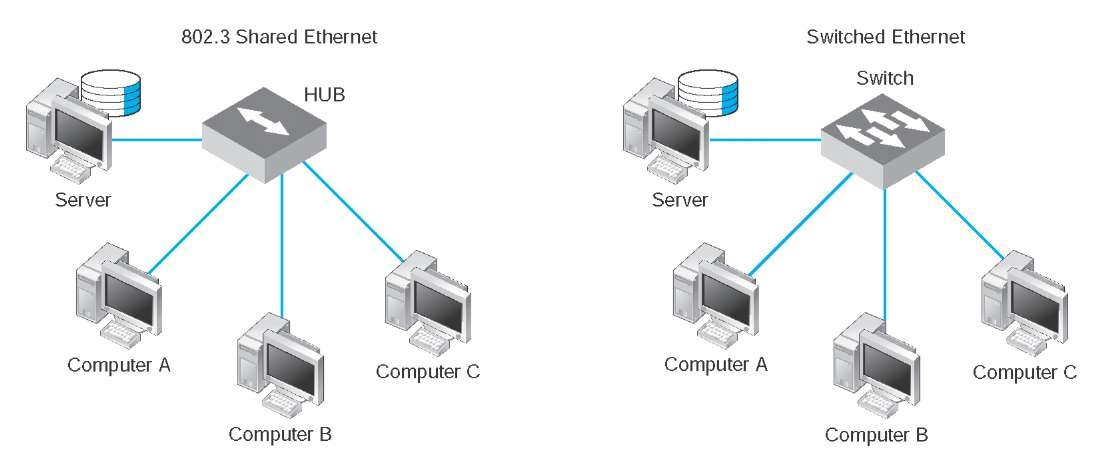 802.3 Shared Ethernet
HUB
Server
Computer A
Computer B
Computer C
Switched Ethernet
Switch
Server
Computer A
Computer B
Computer C